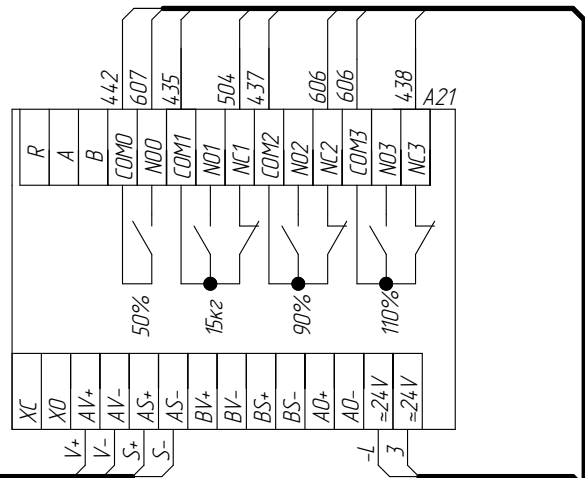 442 607 435 504 437 606 606 438 A21
R A B COM0 NO0 COM1 NO1 NC1 COM2 NO2 NC2 COM3 NO3 NC3
50% 15кг 90% 110%
XC XO AV+ AV- AS+ AS- BV+ BV- BS+ BS- AO+ AO- ≂24V ≂24V
V+ V- S+ S- -L 3